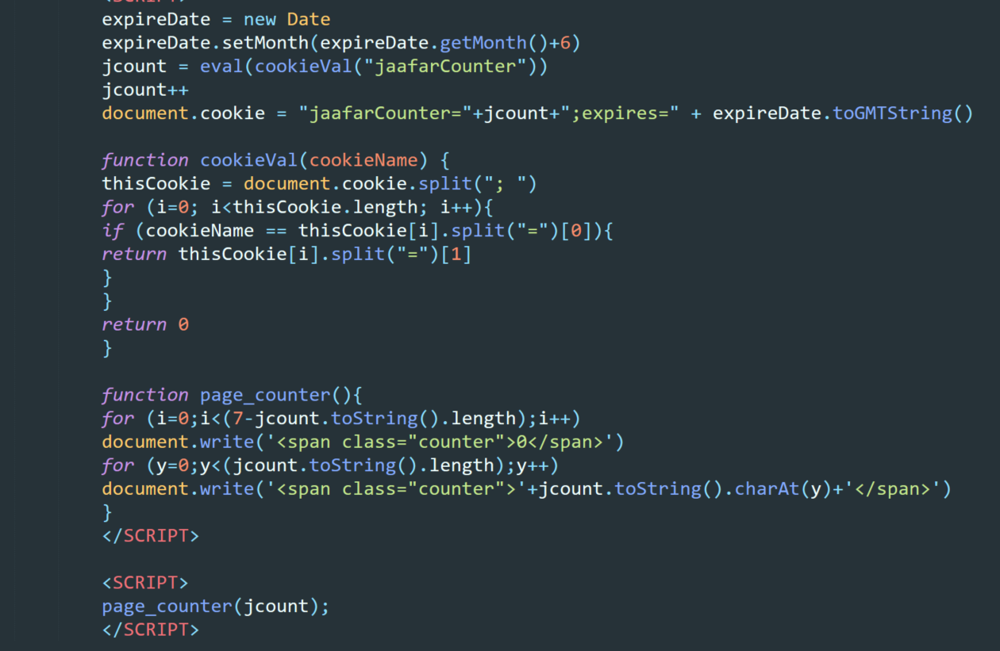 <SCRIPT>
expireDate = new Date
expireDate.setMonth(expireDate.getMonth()+6)
jcount = eval(cookieVal("jaafarCounter"))
jcount++
document.cookie = "jaafarCounter="+jcount+";expires=" + expireDate.toGMTString()
function cookieVal(cookieName) {
thisCookie = document.cookie.split("; ")
for (i=0; i<thisCookie.length; i++){
if (cookieName == thisCookie[i].split("=")[0]){
return thisCookie[i].split("=")[1]
}
}
return 0
}
function page_counter(){
for (i=0;i<(7-jcount.toString().length);i++)
document.write('<span class="counter">0</span>')
for (y=0;y<(jcount.toString().length);y++)
document.write('<span class="counter">'+jcount.toString().charAt(y)+'</span>')
}
</SCRIPT>
<SCRIPT>
page_counter(jcount);
</SCRIPT>